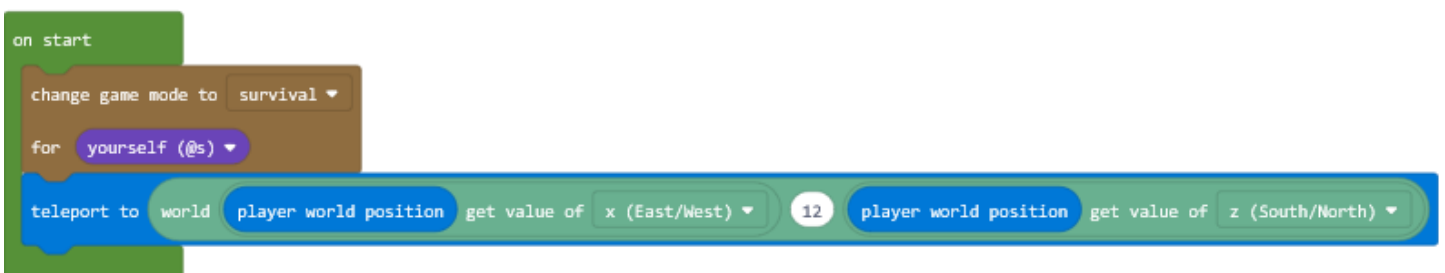 on start
change game mode to survival
for yourself (@s)
teleport to world player world position get value of x (East/West) 12 player world position get value of z (South/North)